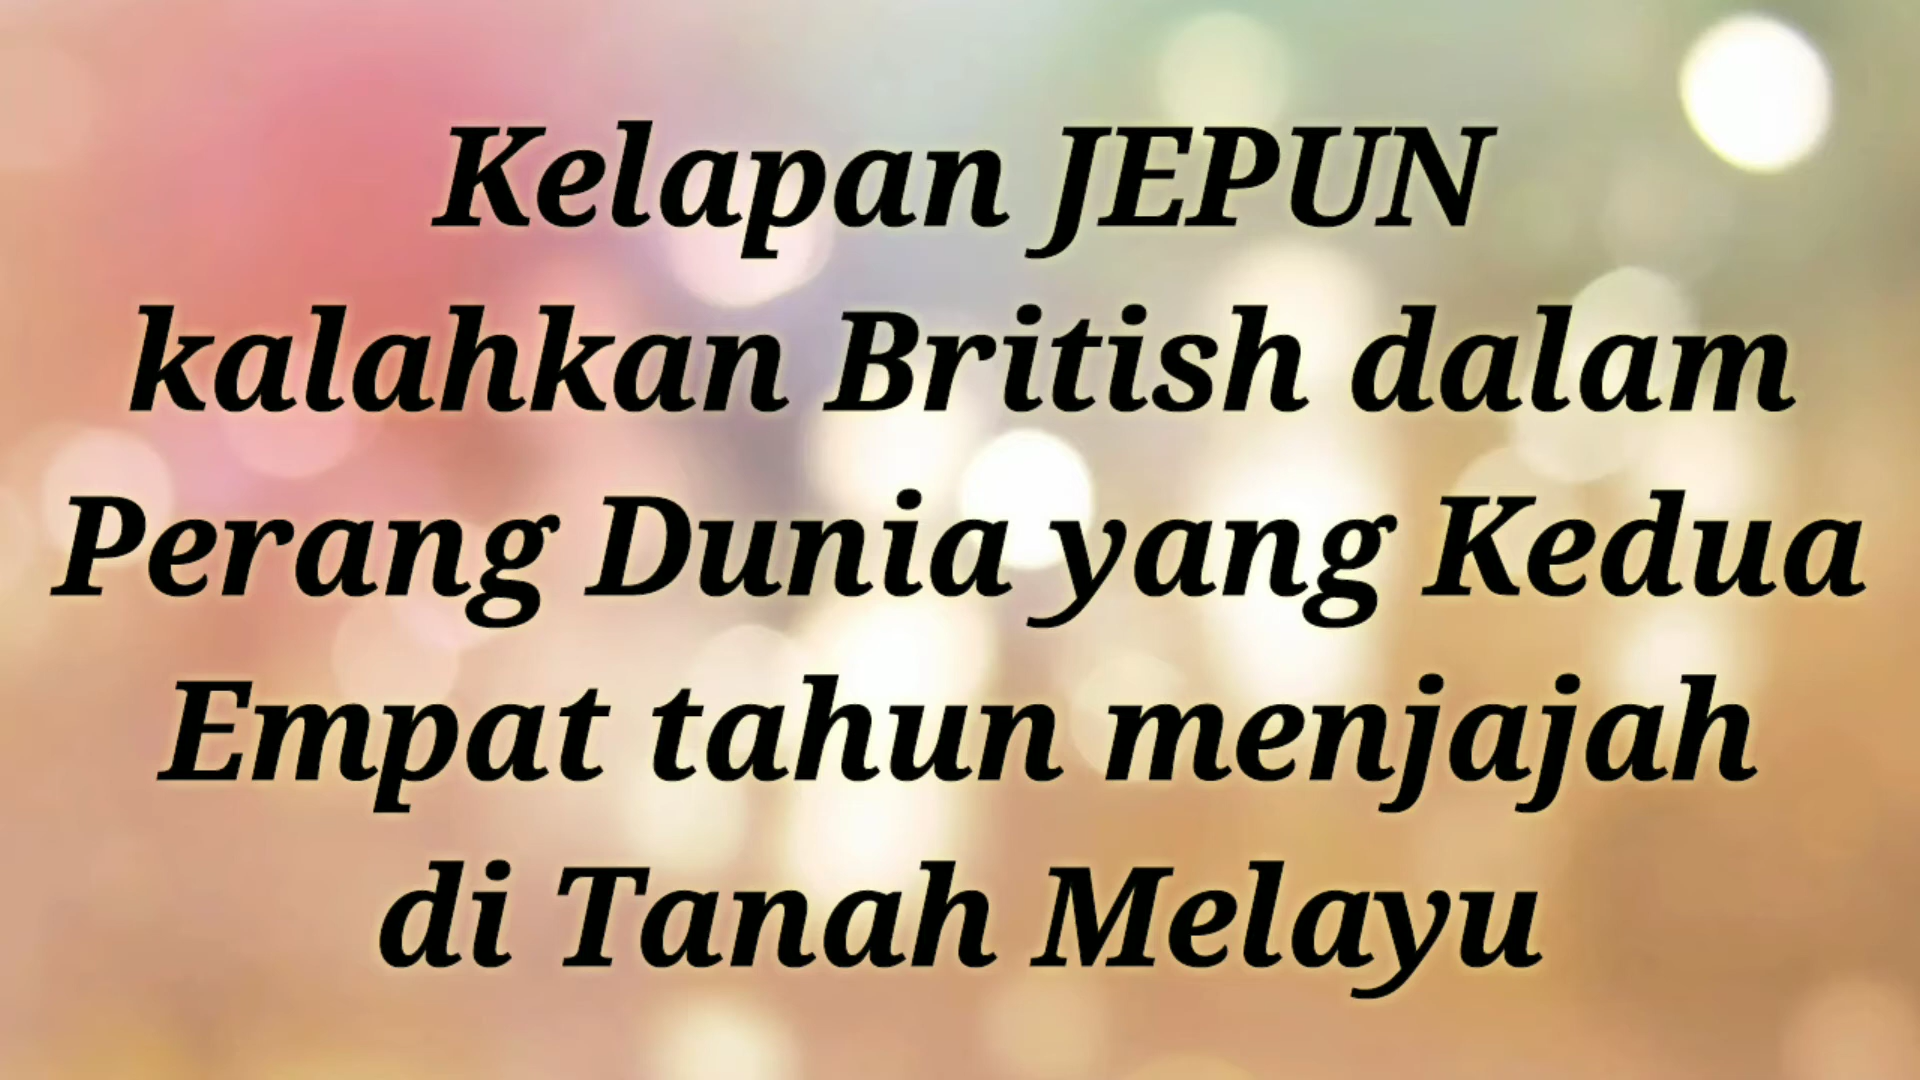 Kelapan JEPUN
kalahkan British dalam
Perang Dunia yang Kedua
Empat tahun menjajah
di Tanah Melayu